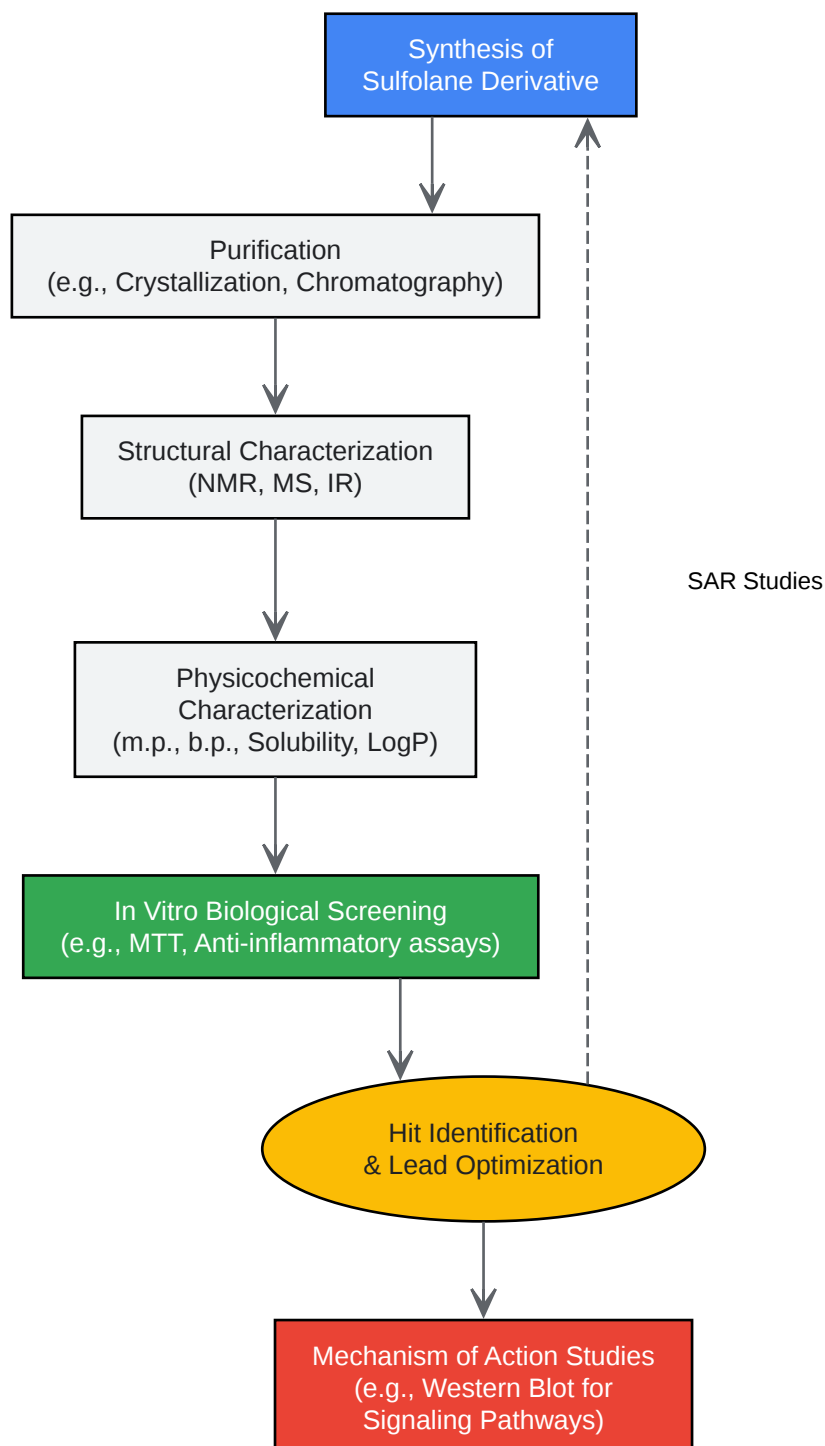 Synthesis of
Sulfolane Derivative
Purification
(e.g., Crystallization, Chromatography)
Structural Characterization
(NMR, MS, IR)
SAR Studies
Physicochemical
Characterization
(m.p., b.p., Solubility, LogP)
In Vitro Biological Screening
(e.g., MTT, Anti-inflammatory assays)
Hit Identification
& Lead Optimization
Mechanism of Action Studies
(e.g., Western Blot for
Signaling Pathways)